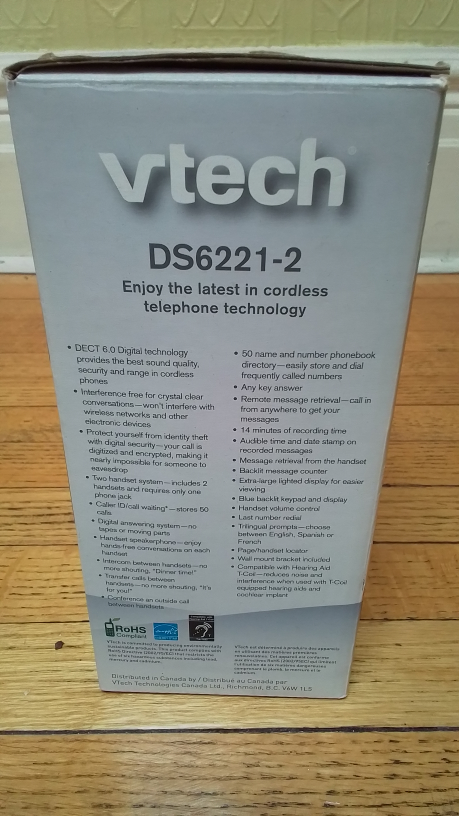 vtech
DS6221-2
Enjoy the latest in cordless
telephone technology
• DECT 6.0 Digital technology
provides the best sound quality,
security and range in cordless
phones
• Interference free for crystal clear
conversations—won't interfere with
wireless networks and other
electronic devices
• Protect yourself from identity theft
with digital security—your call is
digitized and encrypted, making it
nearly impossible for someone to
eavesdrop
• Two handset system—includes 2
handsets and requires only one
phone jack
• Caller ID/call waiting*—stores 50
calls
• Digital answering system—no
tapes or moving parts
• Handset speakerphone—enjoy
hands-free conversations on each
handset
• Intercom between handsets—no
more shouting, "Dinner time!"
• Transfer calls between
handsets—no more shouting, "It's
for you!"
• Conference an outside call
between handsets
• 50 name and number phonebook
directory—easily store and dial
frequently called numbers
• Any key answer
• Remote message retrieval—call in
from anywhere to get your
messages
• 14 minutes of recording time
• Audible time and date stamp on
recorded messages
• Message retrieval from the handset
• Backlit message counter
• Extra-large lighted display for easier
viewing
• Blue backlit keypad and display
• Handset volume control
• Last number redial
• Trilingual prompts—choose
between English, Spanish or
French
• Page/handset locator
• Wall mount bracket included
• Compatible with Hearing Aid
T-Coil—reduces noise and
interference when used with T-Coil
equipped hearing aids and
cochlear implant
RoHS
Compliant
Distributed in Canada by / Distribué au Canada par
VTech Technologies Canada Ltd., Richmond, B.C. V6W 1L5